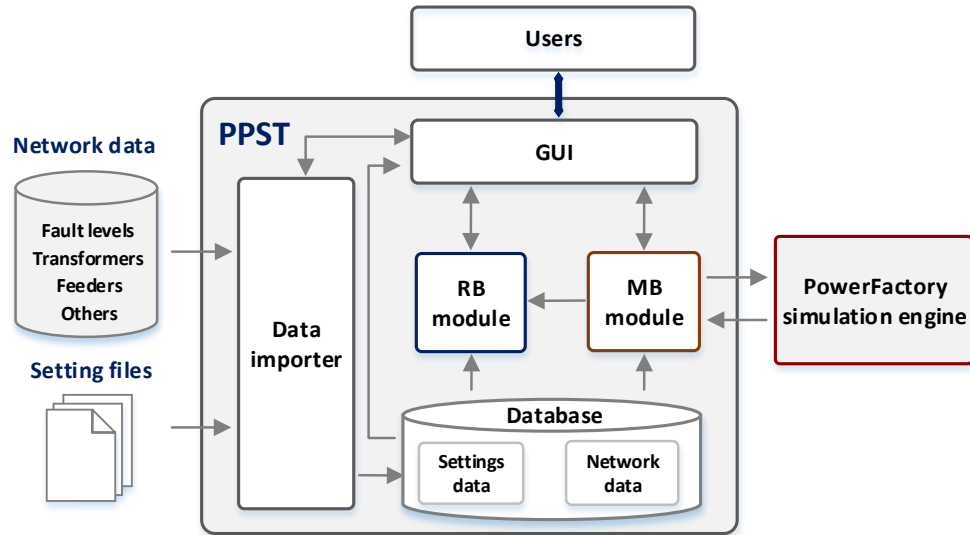 Users
PPST
GUI
Network data
Fault levels
Transformers
Feeders
Others
Setting files
Data
importer
RB
module
MB
module
PowerFactory
simulation engine
Database
Settings
data
Network
data